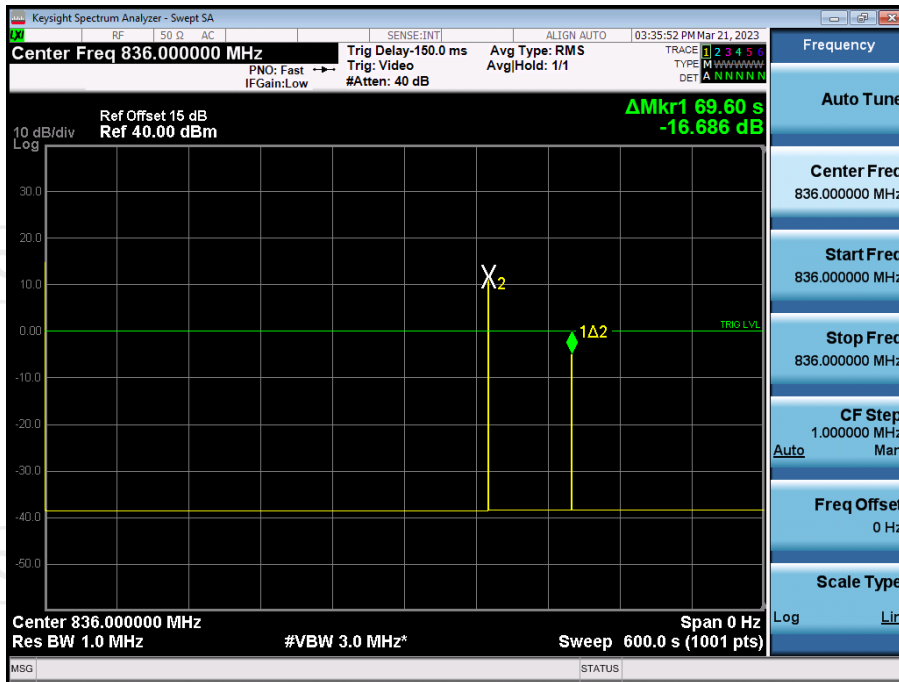 Keysight Spectrum Analyzer - Swept SA
LXI RF 50 Ω AC SENSE:INT ALIGN AUTO 03:35:52 PM Mar 21, 2023
Center Freq 836.000000 MHz
PNO: Fast
IFGain:Low
Trig Delay-150.0 ms
Trig: Video
#Atten: 40 dB
Avg Type: RMS
Avg|Hold: 1/1
TRACE 1 2 3 4 5 6
TYPE M WWWWW
DET A N N N N N
ΔMkr1 69.60 s
-16.686 dB
Ref Offset 15 dB
10 dB/div Ref 40.00 dBm
Log
30.0
20.0
10.0
0.00
-10.0
-20.0
-30.0
-40.0
-50.0
X2
1Δ2
TRIG LVL
Center 836.000000 MHz Span 0 Hz
Res BW 1.0 MHz #VBW 3.0 MHz* Sweep 600.0 s (1001 pts)
MSG STATUS
Frequency
Auto Tune
Center Freq
836.000000 MHz
Start Freq
836.000000 MHz
Stop Freq
836.000000 MHz
CF Step
1.000000 MHz
Auto Man
Freq Offset
0 Hz
Scale Type
Log Lin